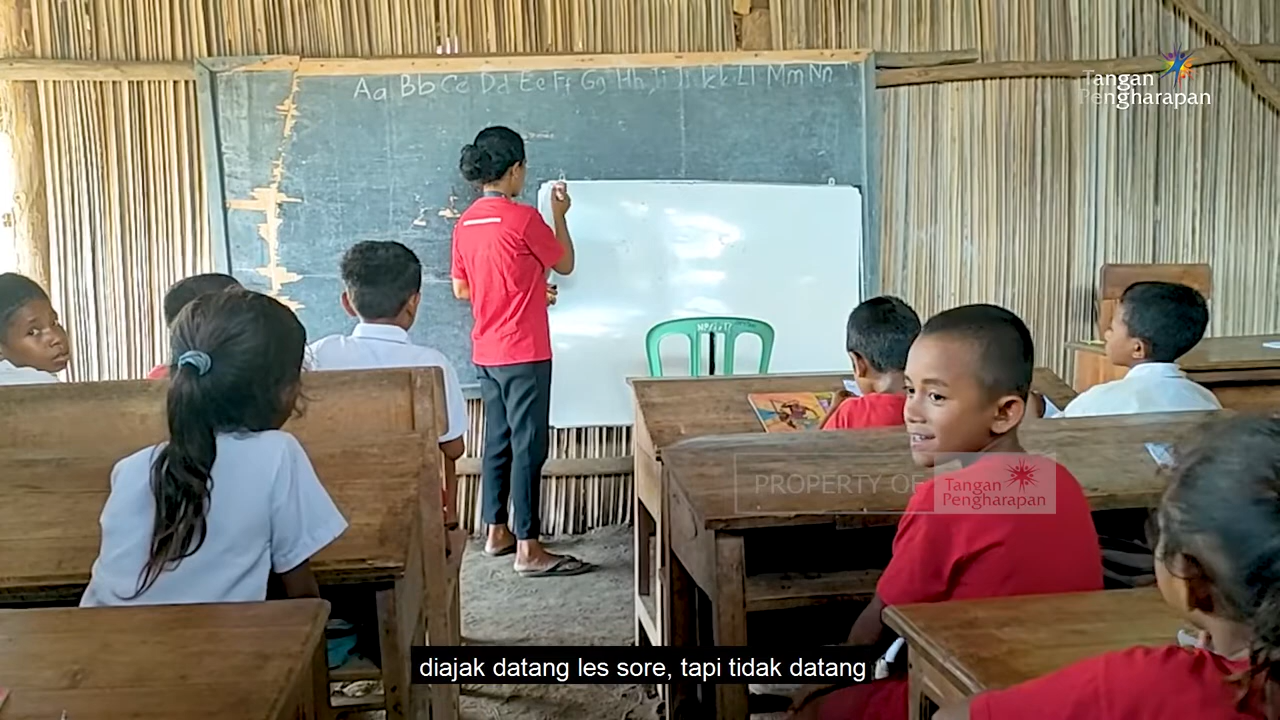 Aa Bb Cc Dd Ee Ff Gg Hh Ii Jj Kk Ll Mm Nn
Tangan
Pengharapan
PROPERTY OF
Tangan
Pengharapan
diajak datang les sore, tapi tidak datang